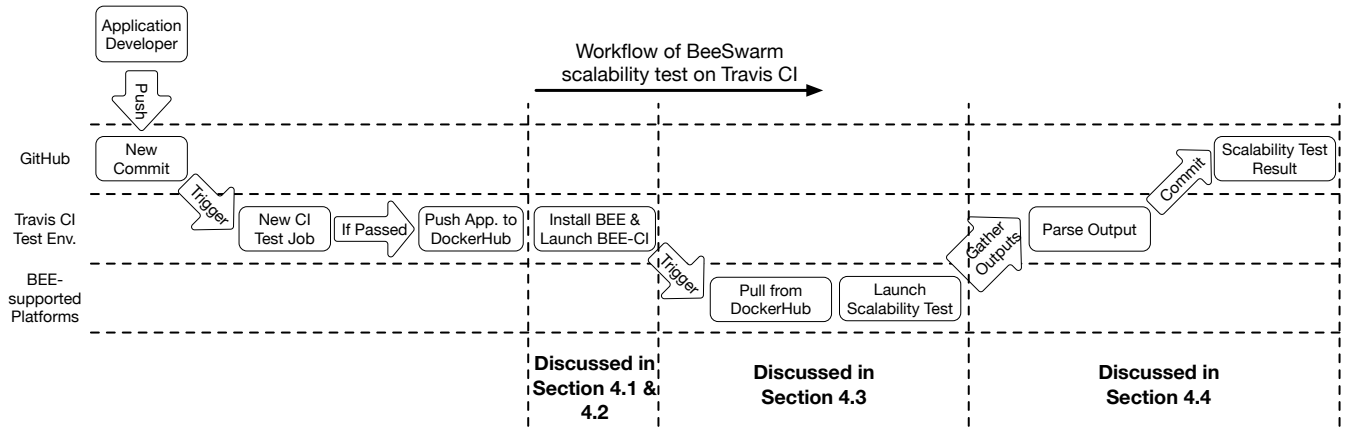 Application
Developer
Push
Workflow of BeeSwarm
scalability test on Travis CI
GitHub
New
Commit
Trigger
Commit
Scalability Test
Result
Travis CI
Test Env.
New CI
Test Job
If Passed
Push App. to
DockerHub
Install BEE &
Launch BEE-CI
Trigger
Gather
Outputs
Parse Output
BEE-
supported
Platforms
Pull from
DockerHub
Launch
Scalability Test
Discussed in
Section 4.1 &
4.2
Discussed in
Section 4.3
Discussed in
Section 4.4